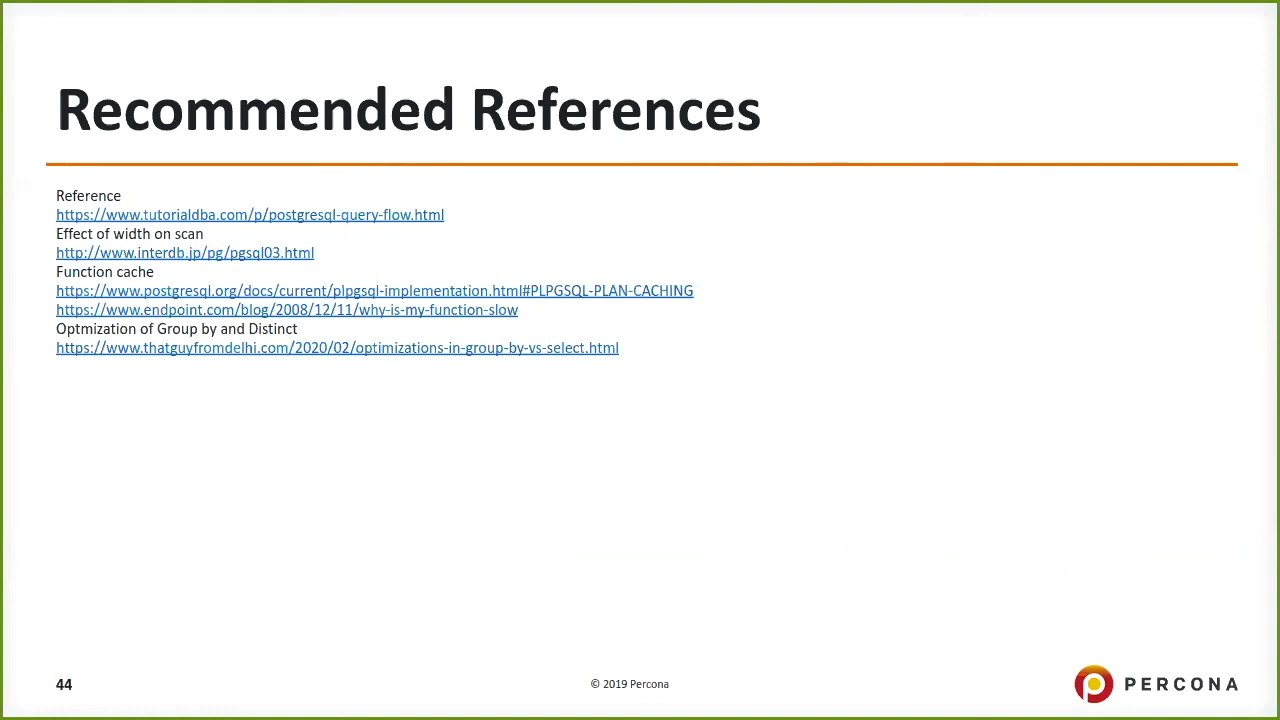 Recommended References
Reference
https://www.tutorialdba.com/p/postgresql-query-flow.html
Effect of width on scan
http://www.interdb.jp/pg/pgsql03.html
Function cache
https://www.postgresql.org/docs/current/plpgsql-implementation.html#PLPGSQL-PLAN-CACHING
https://www.endpoint.com/blog/2008/12/11/why-is-my-function-slow
Optmization of Group by and Distinct
https://www.thatguyfromdelhi.com/2020/02/optimizations-in-group-by-vs-select.html
44
© 2019 Percona
PERCONA